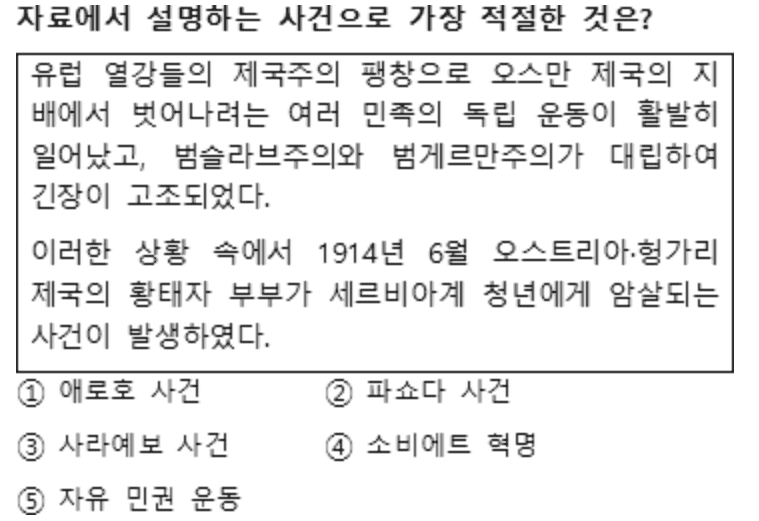 자료에서 설명하는 사건으로 가장 적절한 것은?
유럽 열강들의 제국주의 팽창으로 오스만 제국의 지
배에서 벗어나려는 여러 민족의 독립 운동이 활발히
일어났고, 범슬라브주의와 범게르만주의가 대립하여
긴장이 고조되었다.
이러한 상황 속에서 1914년 6월 오스트리아·헝가리
제국의 황태자 부부가 세르비아계 청년에게 암살되는
사건이 발생하였다.
① 애로호 사건 ② 파쇼다 사건
③ 사라예보 사건 ④ 소비에트 혁명
⑤ 자유 민권 운동